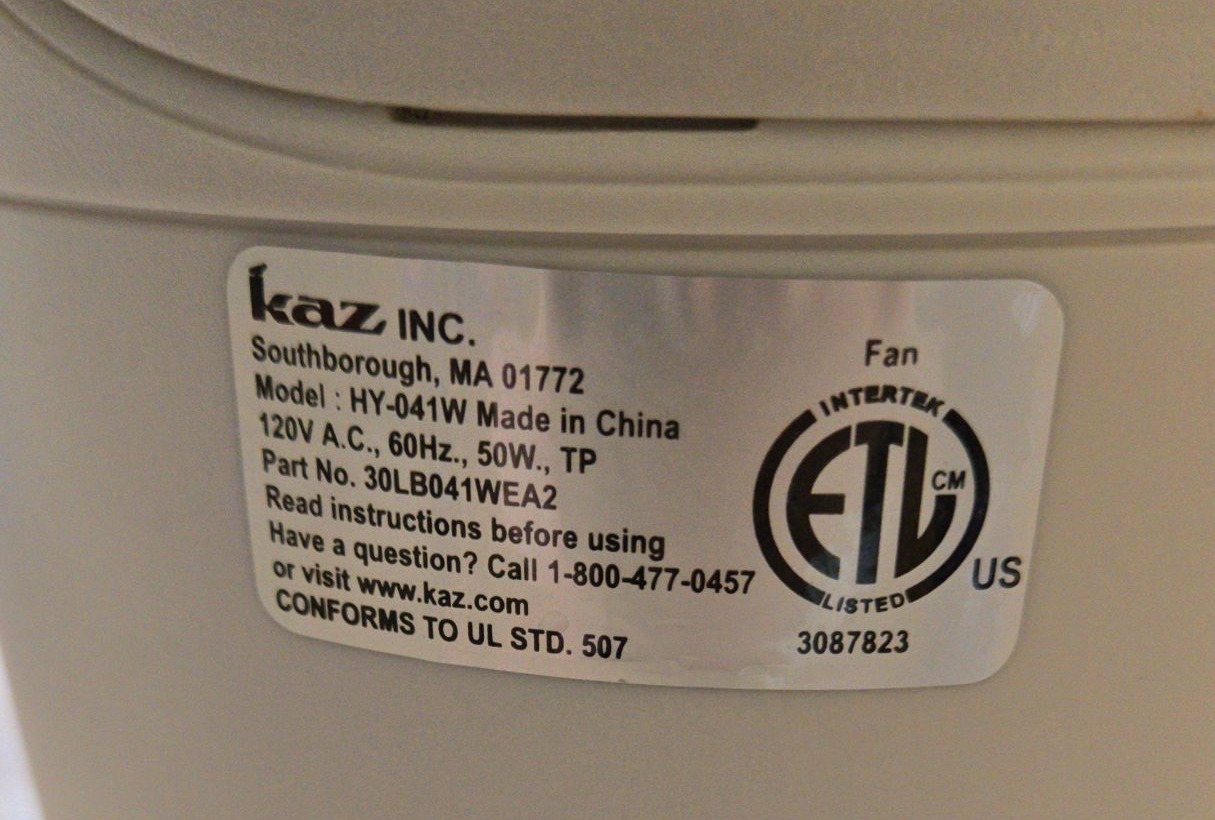 kaz INC.
Southborough, MA 01772
Model : HY-041W Made in China
120V A.C., 60Hz., 50W., TP
Part No. 30LB041WEA2
Read instructions before using
Have a question? Call 1-800-477-0457
or visit www.kaz.com
CONFORMS TO UL STD. 507
Fan
INTERTEK
ETL CM
LISTED
US
3087823